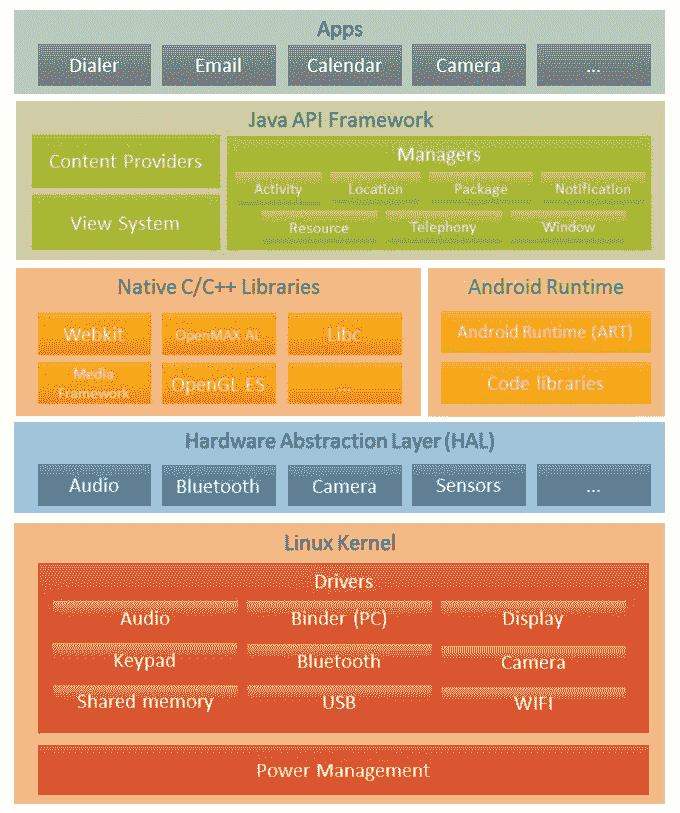 Apps
Dialer
Email
Calendar
Camera
...
Java API Framework
Content Providers
View System
Managers
Activity
Location
Package
Notification
Resource
Telephony
Window
Native C/C++ Libraries
Webkit
OpenMAX AL
Libc
Media
Framework
OpenGL ES
...
Android Runtime
Android Runtime (ART)
Code libraries
Hardware Abstraction Layer (HAL)
Audio
Bluetooth
Camera
Sensors
...
Linux Kernel
Drivers
Audio
Binder (PC)
Display
Keypad
Bluetooth
Camera
Shared memory
USB
WIFI
Power Management